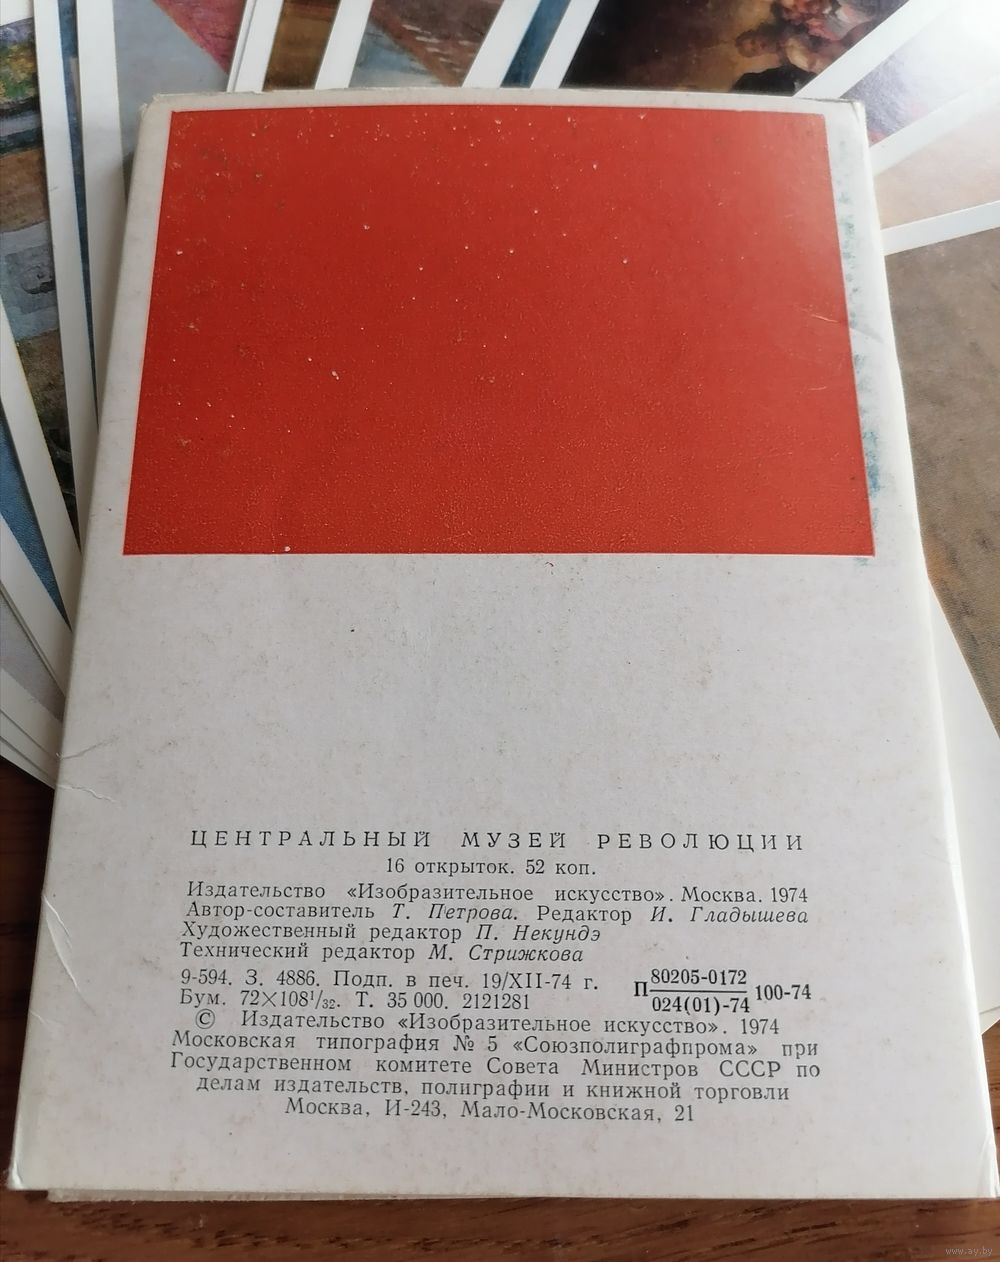 ЦЕНТРАЛЬНЫЙ МУЗЕЙ РЕВОЛЮЦИИ
16 открыток. 52 коп.
Издательство «Изобразительное искусство». Москва. 1974
Автор-составитель Т. Петрова. Редактор И. Гладышева
Художественный редактор П. Некундэ
Технический редактор М. Стрижкова
9-594. З. 4886. Подп. в печ. 19/XII-74 г.
Бум. 72×108¹/₃₂. Т. 35 000. 2121281
П 80205-0172 / 024(01)-74 100-74
© Издательство «Изобразительное искусство». 1974
Московская типография № 5 «Союзполиграфпрома» при
Государственном комитете Совета Министров СССР по
делам издательств, полиграфии и книжной торговли
Москва, И-243, Мало-Московская, 21
www.ay.by